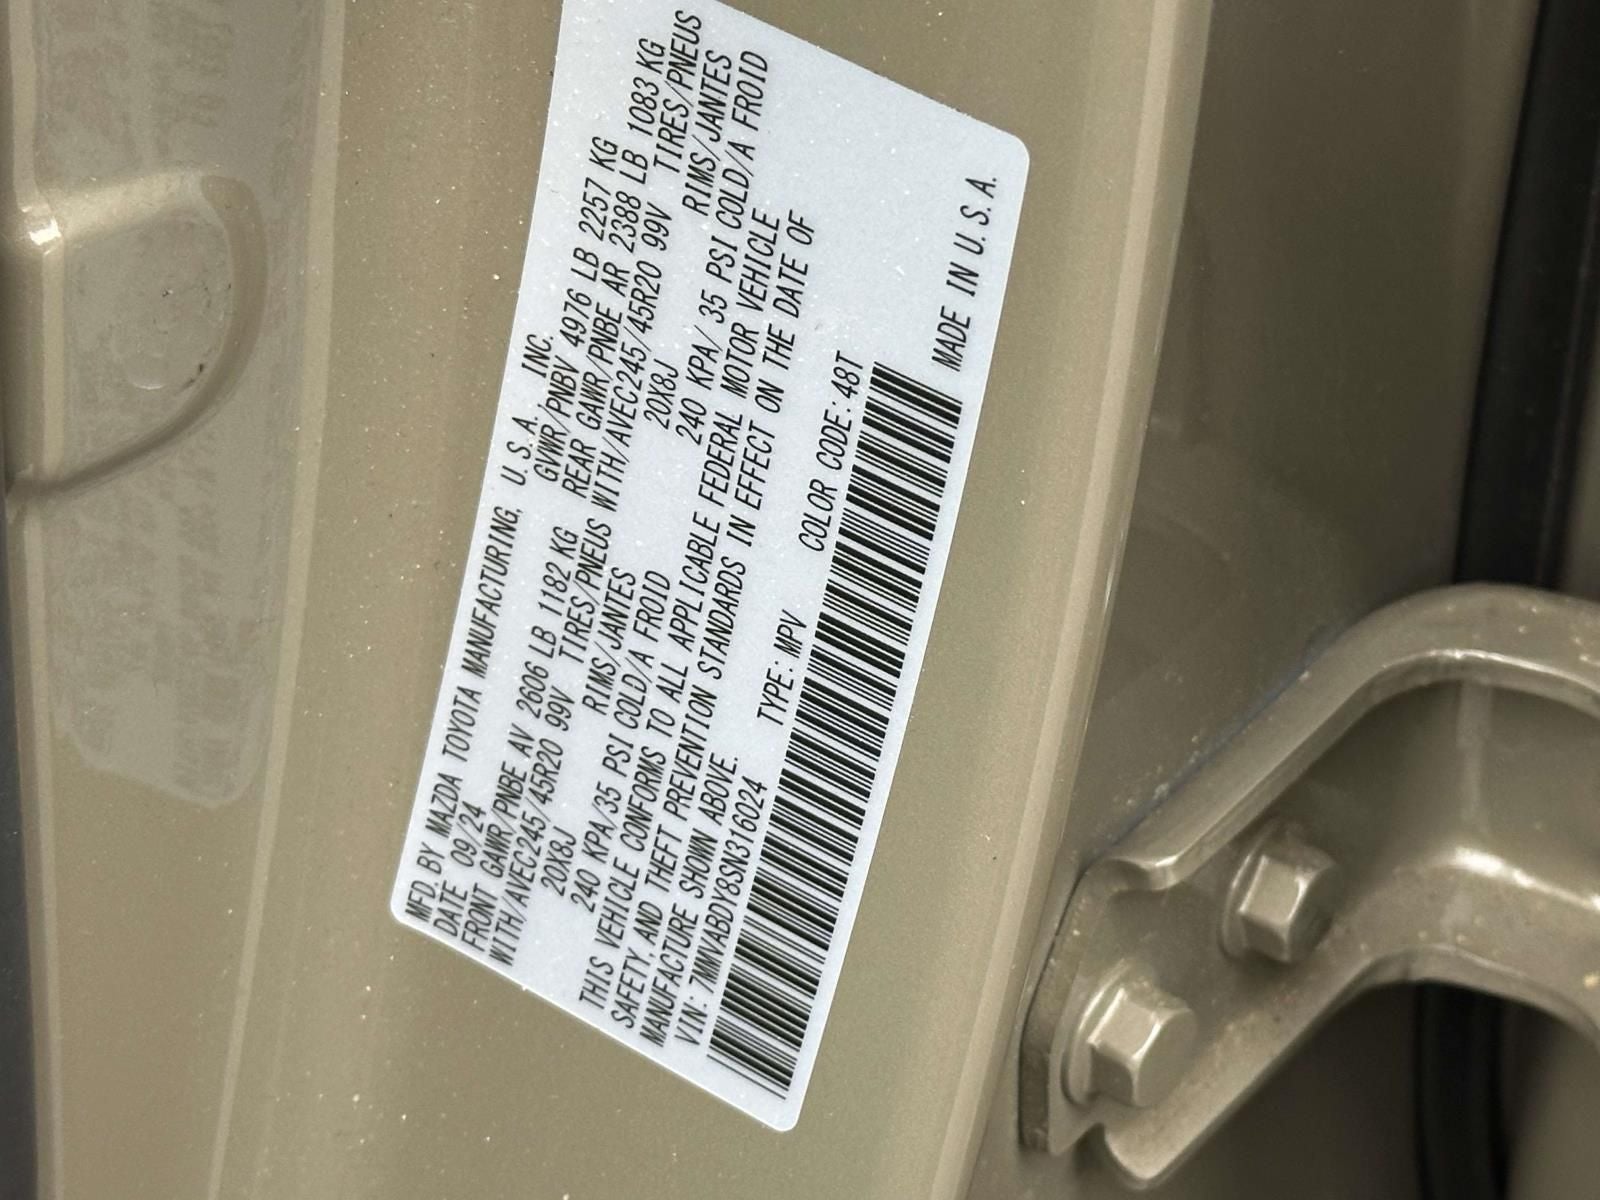 MFD. BY MAZDA TOYOTA MANUFACTURING, U.S.A. INC.
DATE 09/24 GVWR/PNBV 4976 LB 2257 KG
FRONT GAWR/PNBE AV 2606 LB 1182 KG REAR GAWR/PNBE AR 2388 LB 1083 KG
WITH/AVEC245/45R20 99V TIRES/PNEUS WITH/AVEC245/45R20 99V TIRES/PNEUS
20X8J RIMS/JANTES 20X8J RIMS/JANTES
240 KPA/35 PSI COLD/A FROID 240 KPA/ 35 PSI COLD/A FROID
THIS VEHICLE CONFORMS TO ALL APPLICABLE FEDERAL MOTOR VEHICLE
SAFETY, AND THEFT PREVENTION STANDARDS IN EFFECT ON THE DATE OF
MANUFACTURE SHOWN ABOVE.
VIN: 7MMVABDY8SN316024 TYPE: MPV COLOR CODE: 48T
MADE IN U.S.A.